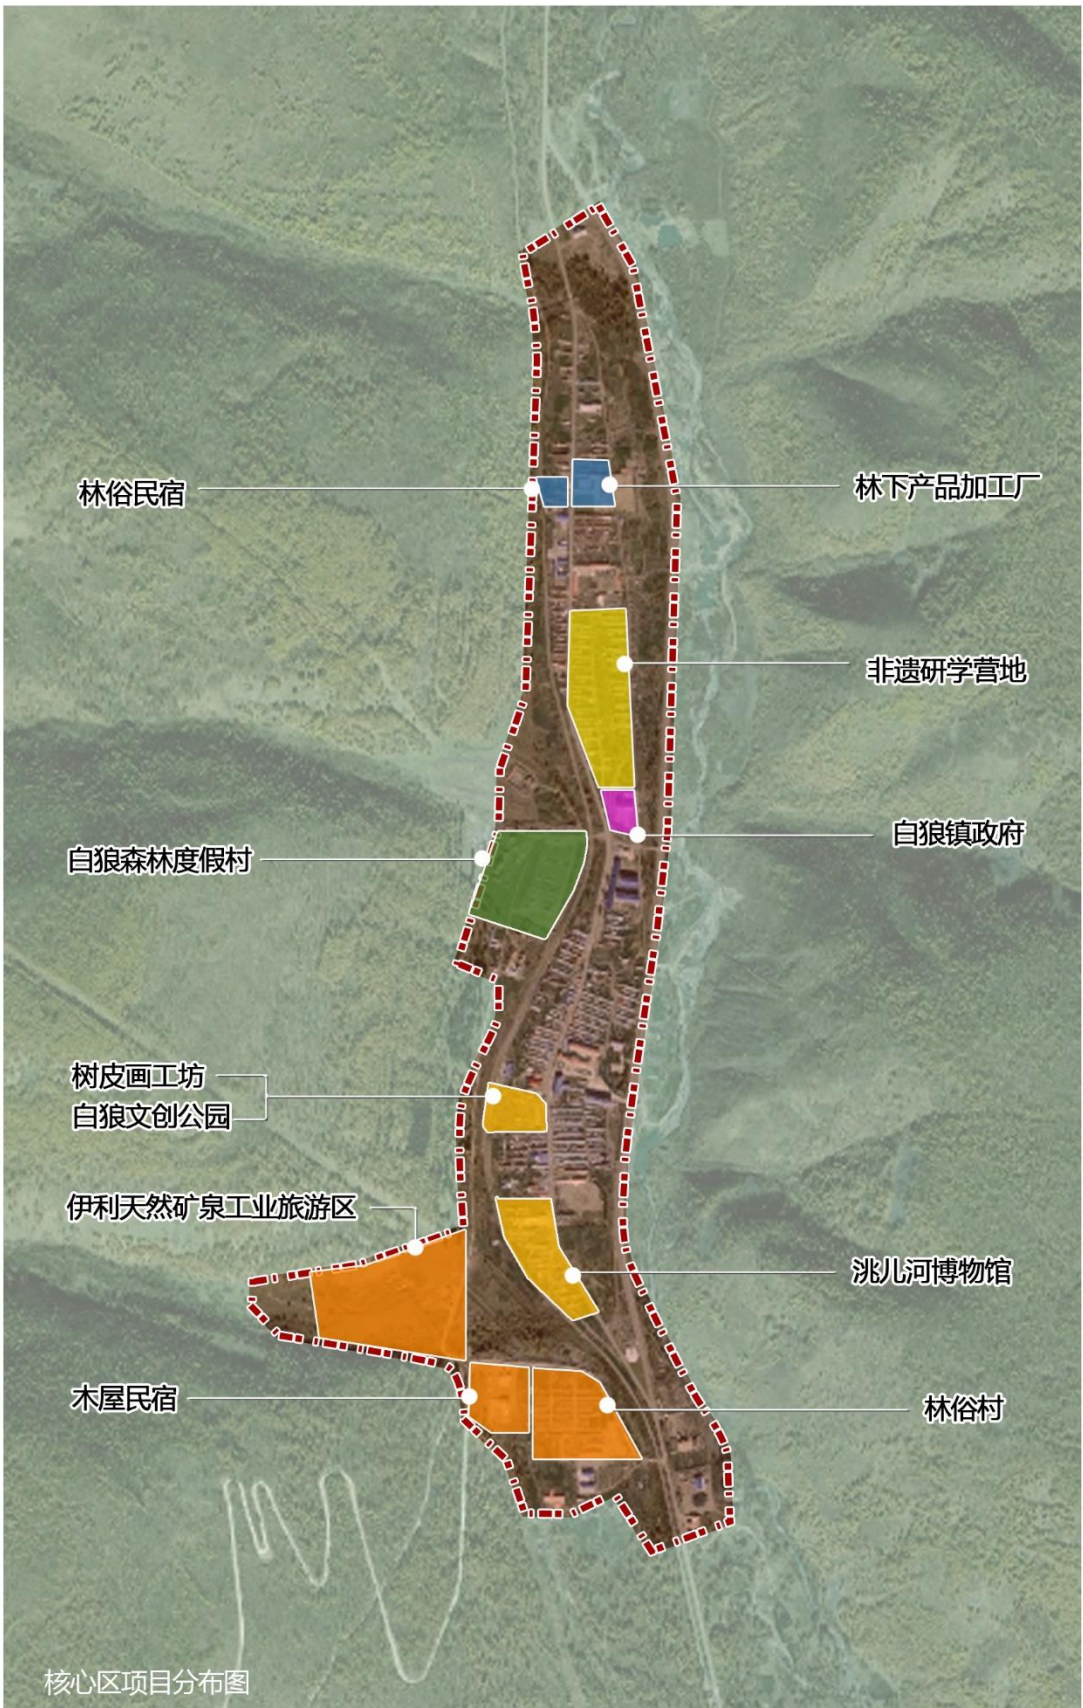 林俗民宿
林下产品加工厂
非遗研学营地
白狼镇政府
白狼森林度假村
树皮画工坊
白狼文创公园
伊利天然矿泉工业旅游区
洮儿河博物馆
木屋民宿
林俗村
核心区项目分布图